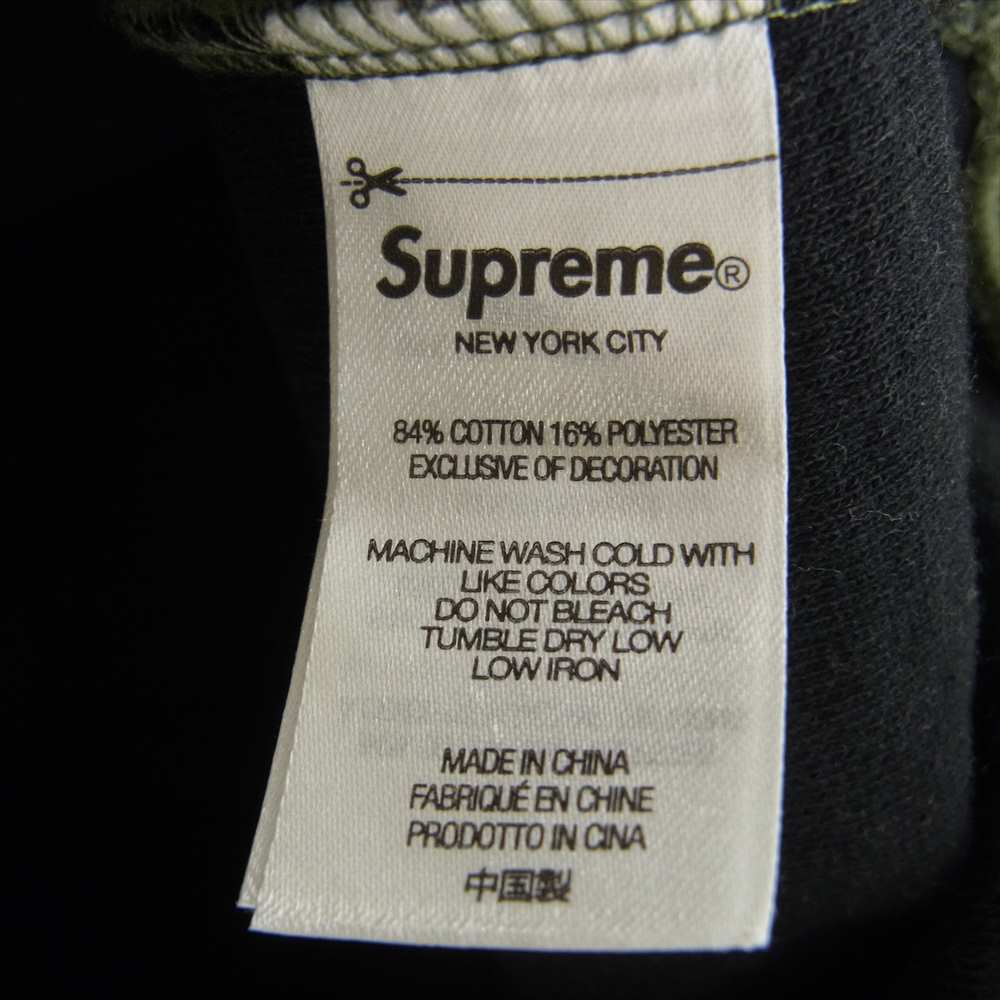 Supreme®
NEW YORK CITY
84% COTTON 16% POLYESTER
EXCLUSIVE OF DECORATION
MACHINE WASH COLD WITH
LIKE COLORS
DO NOT BLEACH
TUMBLE DRY LOW
LOW IRON
MADE IN CHINA
FABRIQUÉ EN CHINE
PRODOTTO IN CINA
中国製